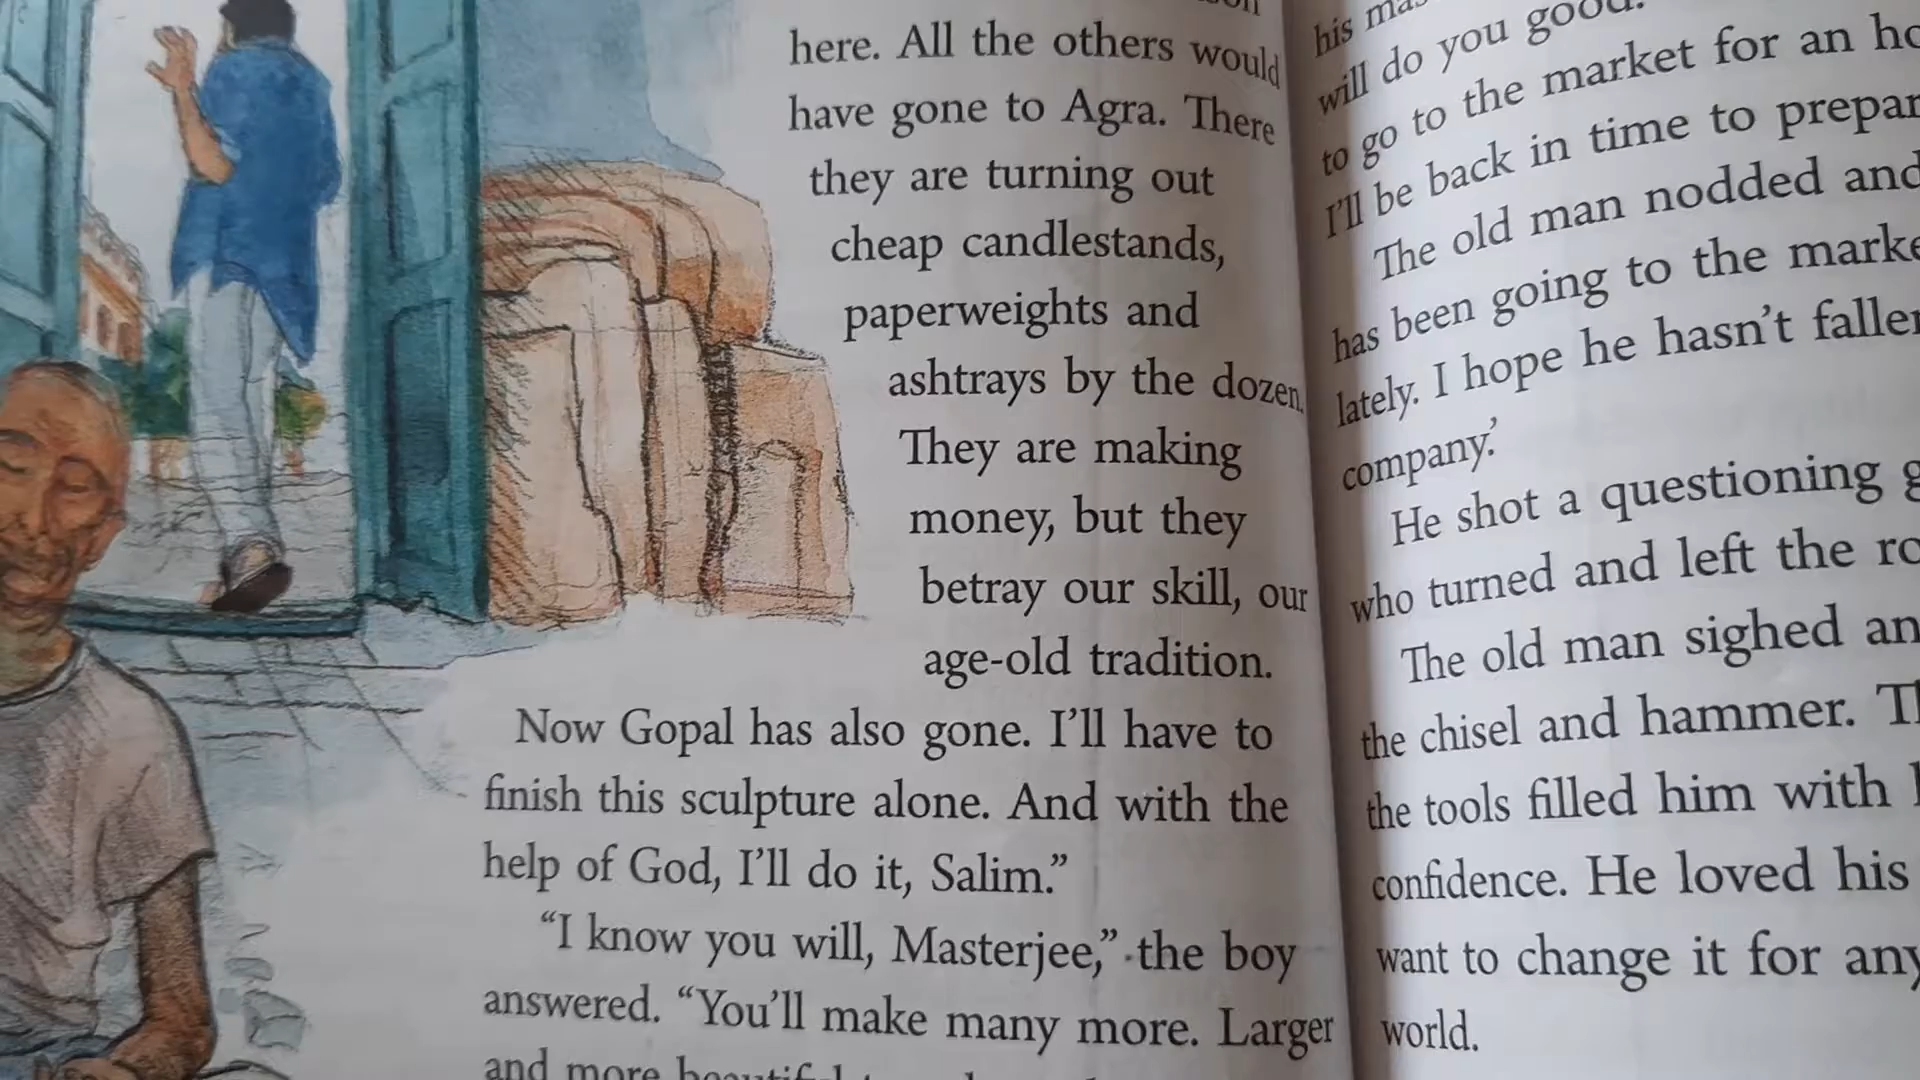 here. All the others would
have gone to Agra. There
they are turning out
cheap candlestands,
paperweights and
ashtrays by the dozen.
They are making
money, but they
betray our skill, our
age-old tradition.
Now Gopal has also gone. I’ll have to
finish this sculpture alone. And with the
help of God, I’ll do it, Salim.”
“I know you will, Masterjee,” the boy
answered. “You’ll make many more. Larger
and more
his
will do you good.
to go to the market for an
I’ll be back in time to
The old man nodded and
has been going to the
lately. I hope he hasn’t
company.’
He shot a questioning
who turned and left the
The old man sighed
the chisel and hammer.
the tools filled him with
confidence. He loved his
want to change it for
world.